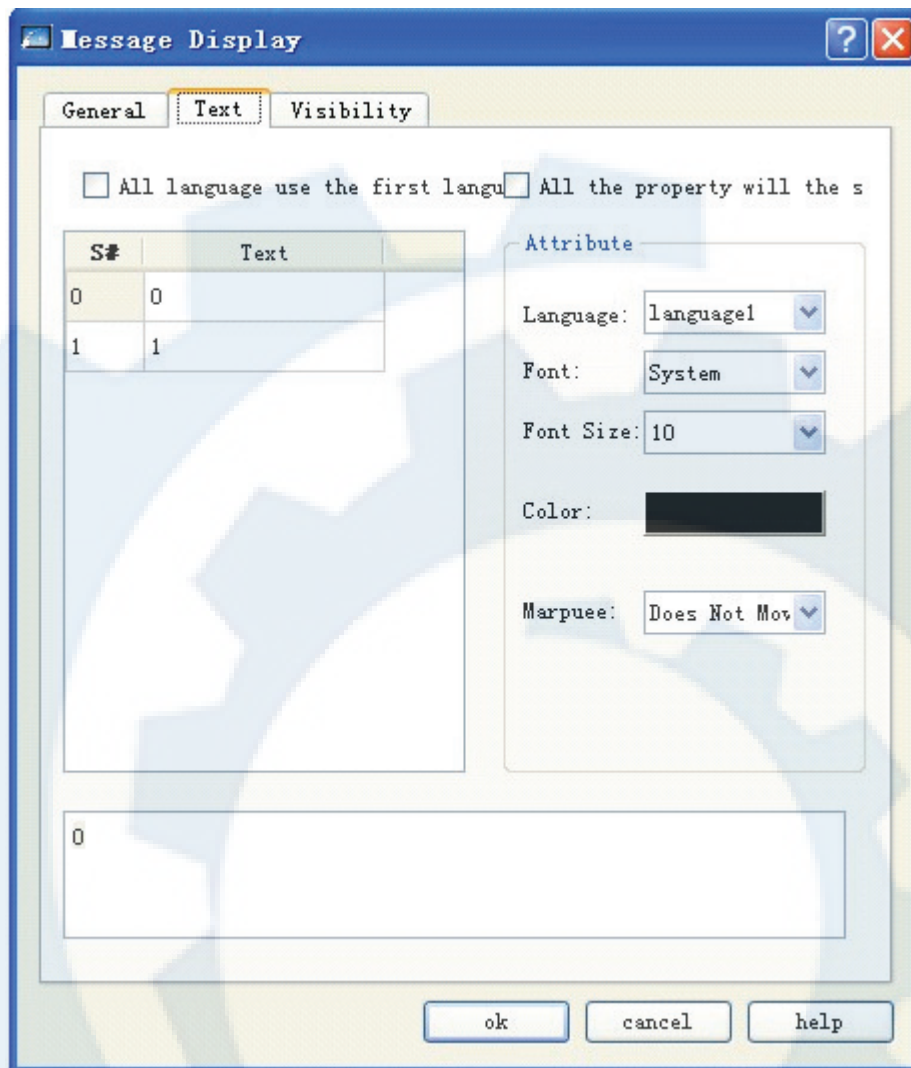 Message Display
General Text Visibility
All language use the first langu All the property will the s
S# Text
0 0
1 1
Attribute
Language: language1
Font: System
Font Size: 10
Color:
Marpuee: Does Not Mov
0
ok cancel help